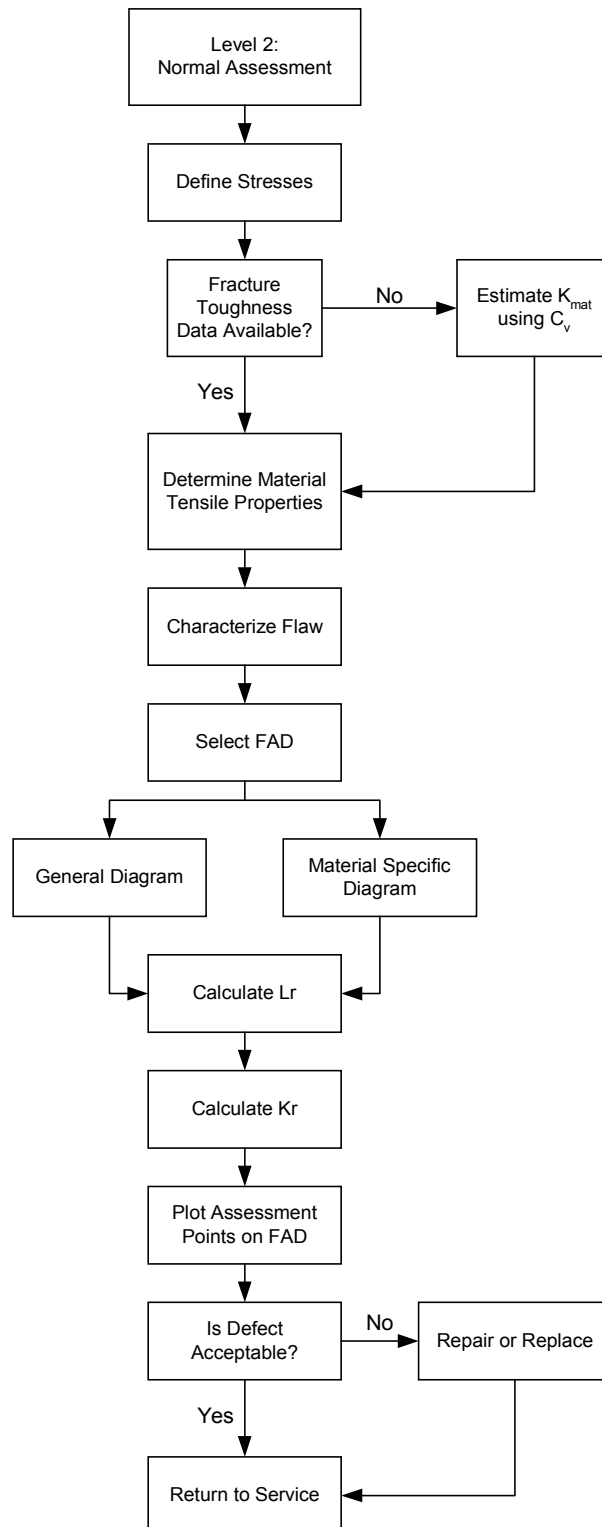 Level 2:
Normal Assessment
Define Stresses
Fracture
Toughness
Data Available?
No
Estimate Kmat
using Cv
Yes
Determine Material
Tensile Properties
Characterize Flaw
Select FAD
General Diagram
Material Specific
Diagram
Calculate Lr
Calculate Kr
Plot Assessment
Points on FAD
Is Defect
Acceptable?
No
Repair or Replace
Yes
Return to Service